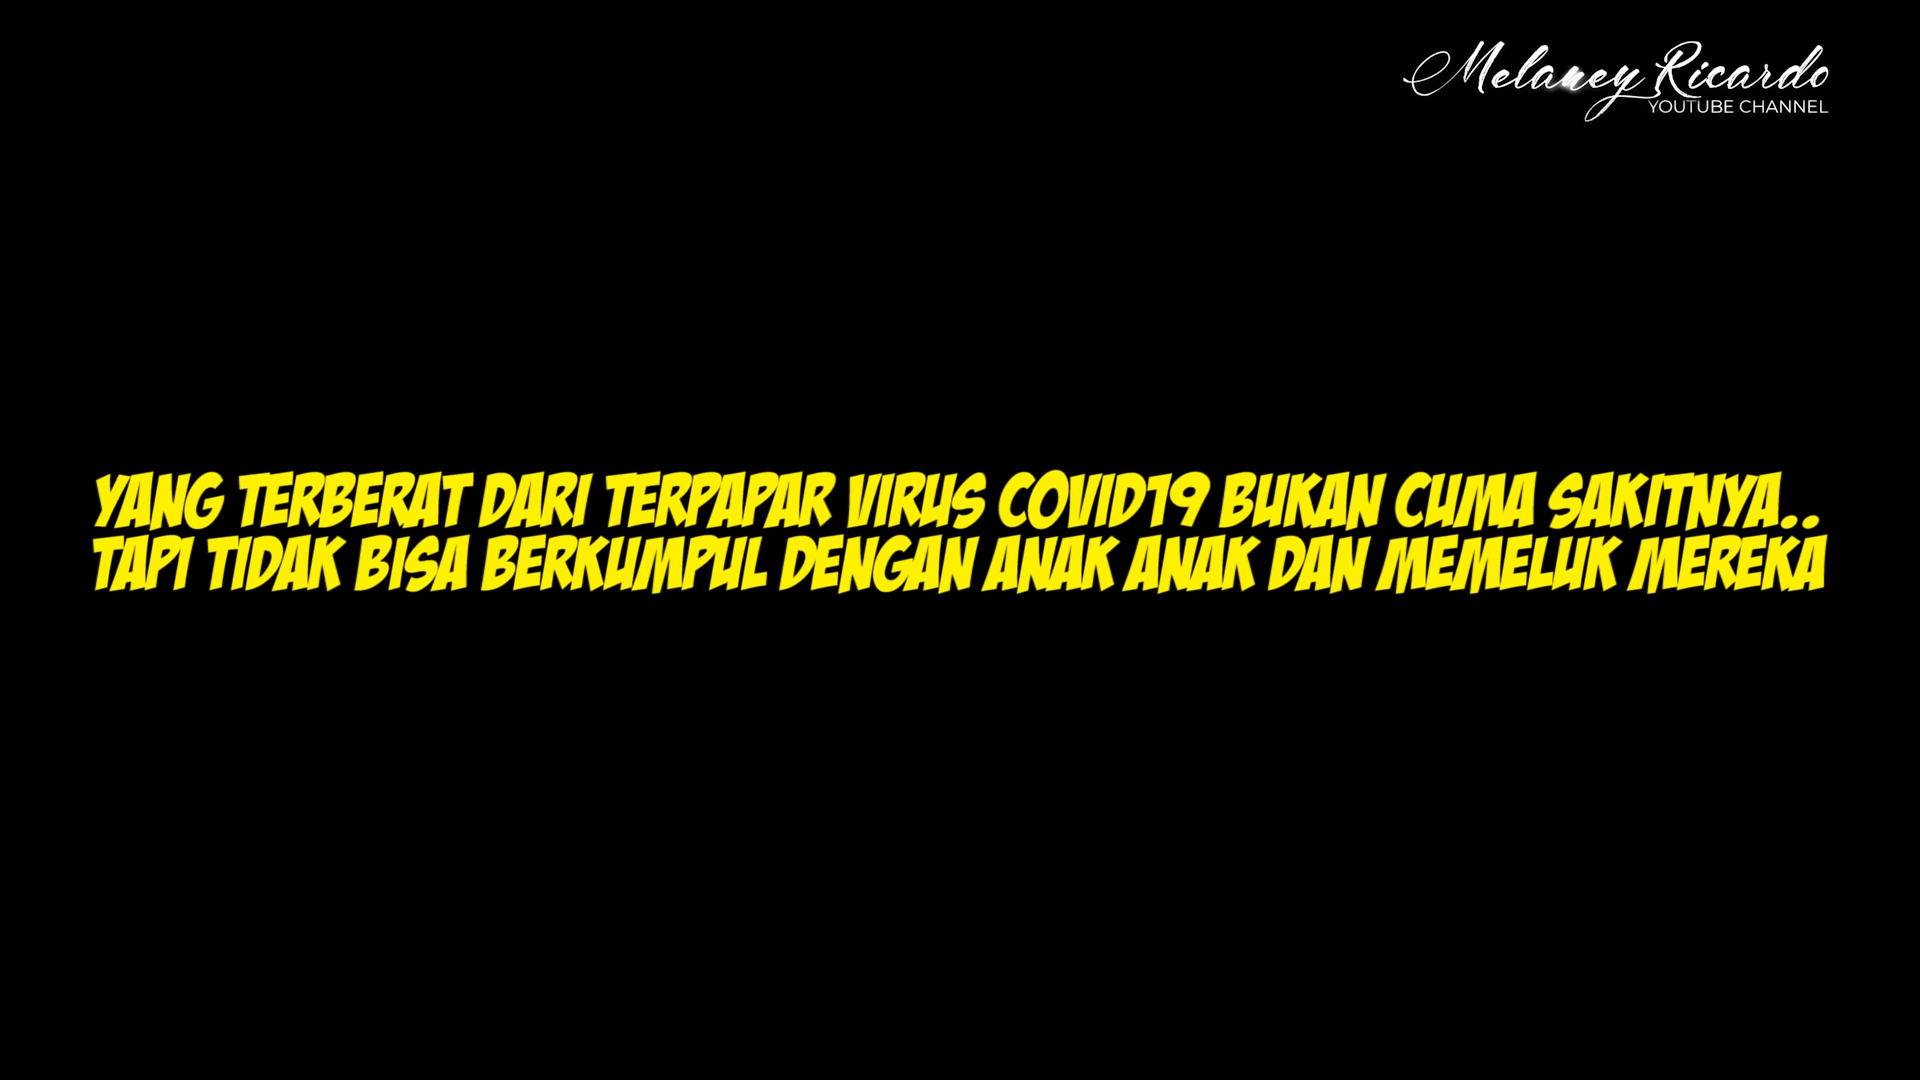 Melaney Ricardo
YOUTUBE CHANNEL
YANG TERBERAT DARI TERPAPAR VIRUS COVID19 BUKAN CUMA SAKITNYA..
TAPI TIDAK BISA BERKUMPUL DENGAN ANAK ANAK DAN MEMELUK MEREKA